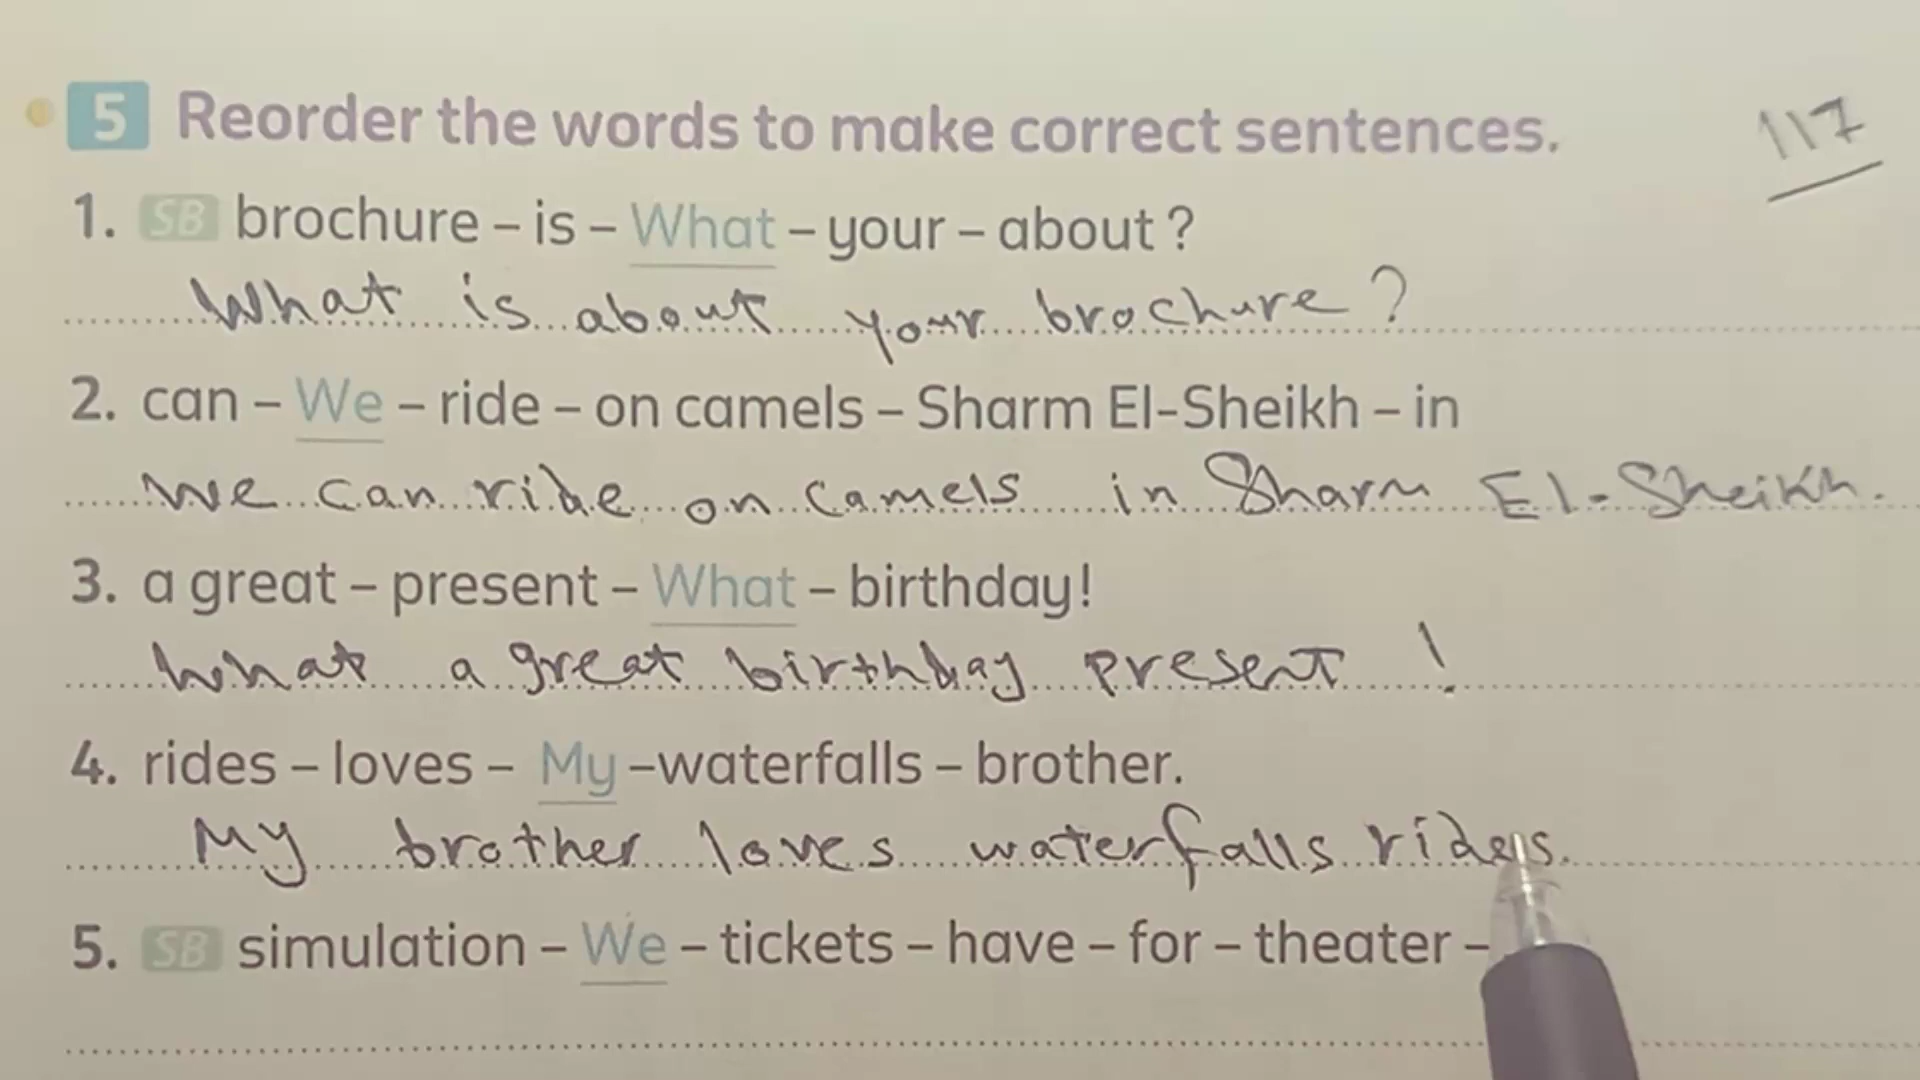 5 Reorder the words to make correct sentences.
117
1. SB brochure – is – What – your – about ?
What is about your brochure ?
2. can – We – ride – on camels – Sharm El-Sheikh – in
We can ride on camels in Sharm El-Sheikh.
3. a great – present – What – birthday!
What a great birthday present !
4. rides – loves – My –waterfalls – brother.
My brother loves waterfalls rides.
5. SB simulation – We – tickets – have – for – theater –